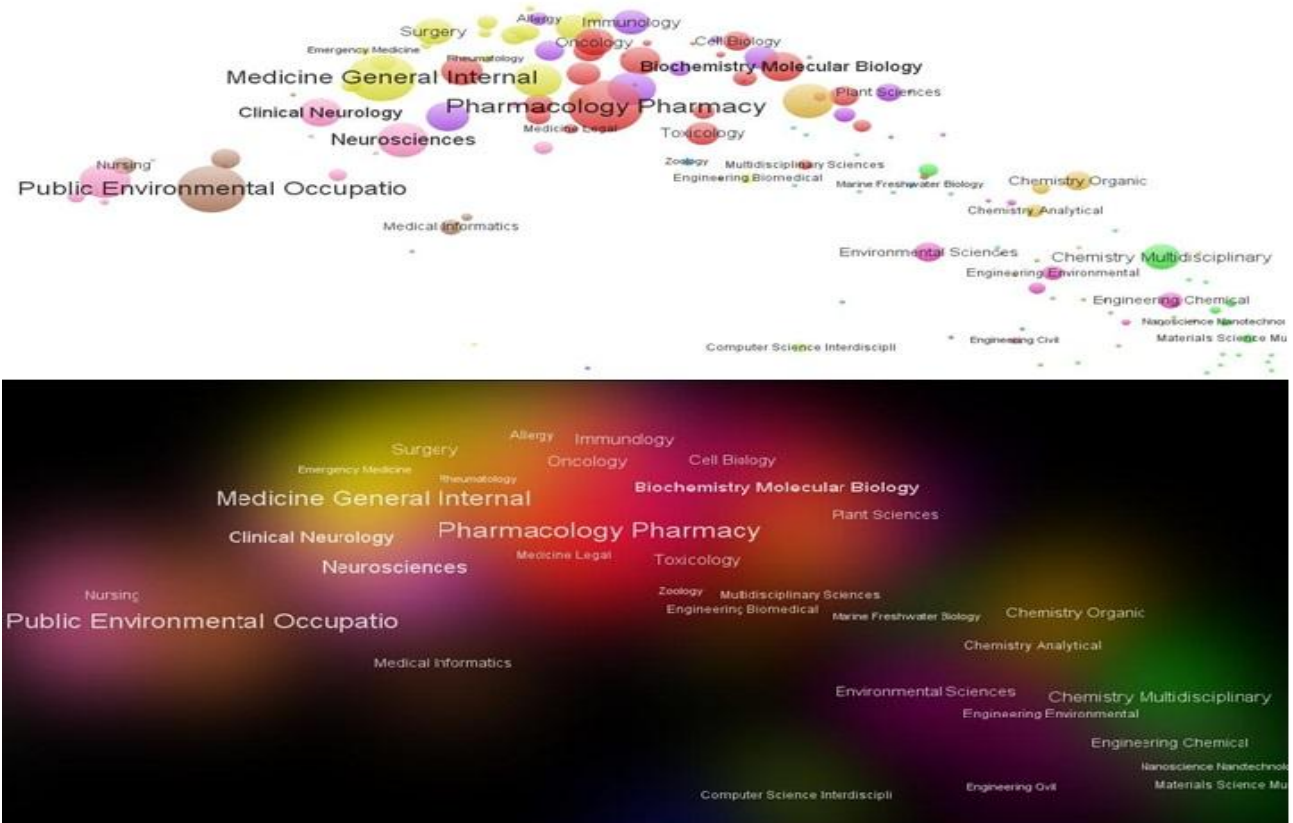 Allergy
Immunology
Surgery
Oncology
Cell Biology
Emergency Medicine
Rheumatology
Biochemistry Molecular Biology
Medicine General Internal
Plant Sciences
Pharmacology Pharmacy
Clinical Neurology
Medicine Legal
Toxicology
Neurosciences
Zoology
Multidisciplinary Sciences
Nursing
Engineering Biomedical
Marine Freshwater Biology
Chemistry Organic
Public Environmental Occupatio
Chemistry Analytical
Medical Informatics
Environmental Sciences
Chemistry Multidisciplinary
Engineering Environmental
Engineering Chemical
Nanoscience Nanotechnol
Engineering Civil
Materials Science Mu
Computer Science Interdiscipli
Allergy
Immunology
Surgery
Oncology
Cell Biology
Emergency Medicine
Rheumatology
Biochemistry Molecular Biology
Medicine General Internal
Plant Sciences
Pharmacology Pharmacy
Clinical Neurology
Medicine Legal
Toxicology
Neurosciences
Zoology
Multidisciplinary Sciences
Nursing
Engineering Biomedical
Marine Freshwater Biology
Chemistry Organic
Public Environmental Occupatio
Chemistry Analytical
Medical Informatics
Environmental Sciences
Chemistry Multidisciplinary
Engineering Environmental
Engineering Chemical
Nanoscience Nanotechnol
Engineering Civil
Materials Science Mu
Computer Science Interdiscipli